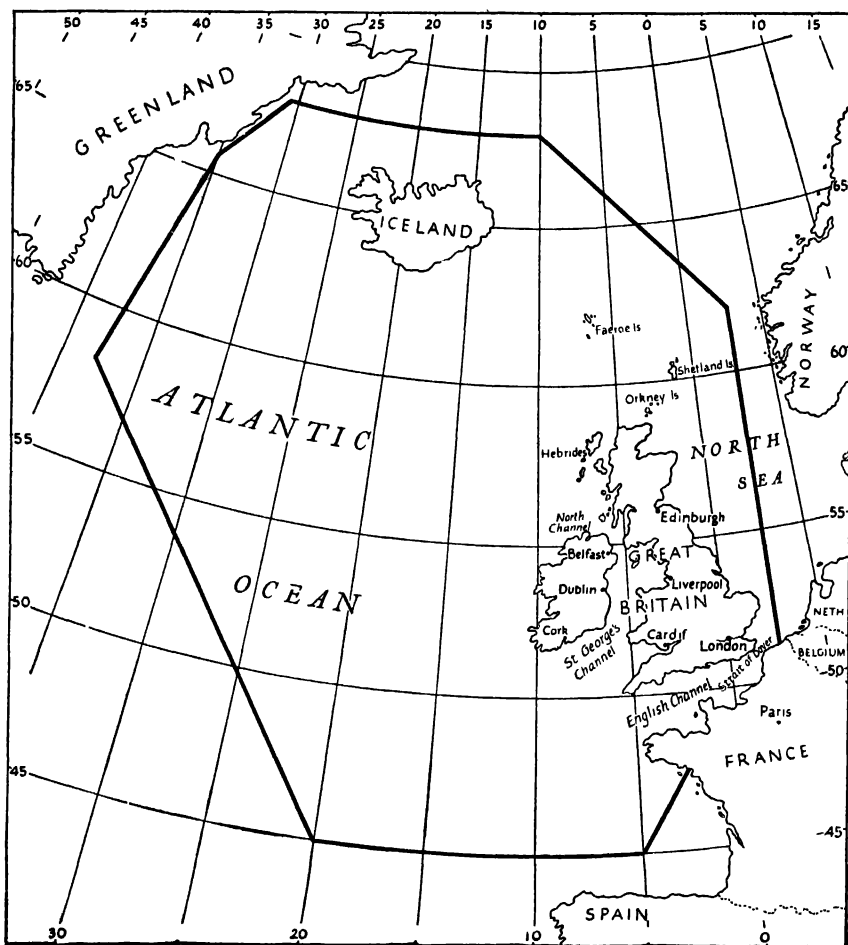 50 45 40 35 30 25 20 15 10 5 0 5 10 15
65
GREENLAND
65
ICELAND
60
NORWAY
Faeroe Is
60
Shetland Is
Orkney Is
ATLANTIC
NORTH
SEA
55
Hebrides
55
North
Channel
Edinburgh
GREAT
Belfast
OCEAN
Dublin
Liverpool
50
BRITAIN
NETH
Cork
St George's
Channel
Cardif
London
Strait of Dover
BELGIUM
50
English Channel
Paris
FRANCE
45
45
SPAIN
30 20 10 0